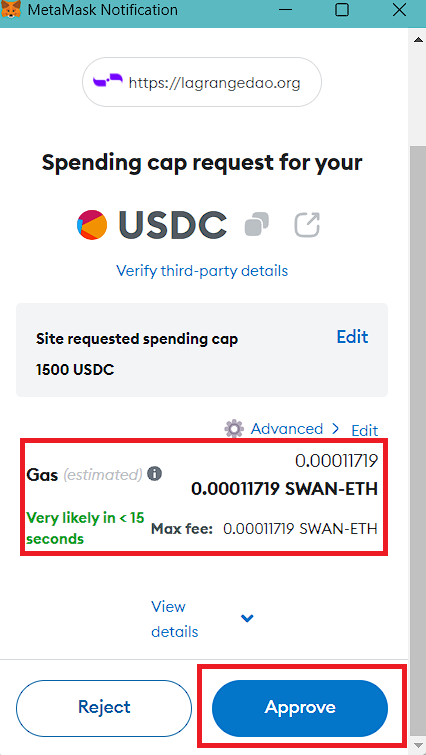 MetaMask Notification
https://lagrangedao.org
Spending cap request for your
USDC
Verify third-party details
Site requested spending cap
Edit
1500 USDC
Advanced > Edit
0.00011719
Gas (estimated) 0.00011719 SWAN-ETH
Very likely in < 15
seconds
Max fee: 0.00011719 SWAN-ETH
View
details
Reject
Approve